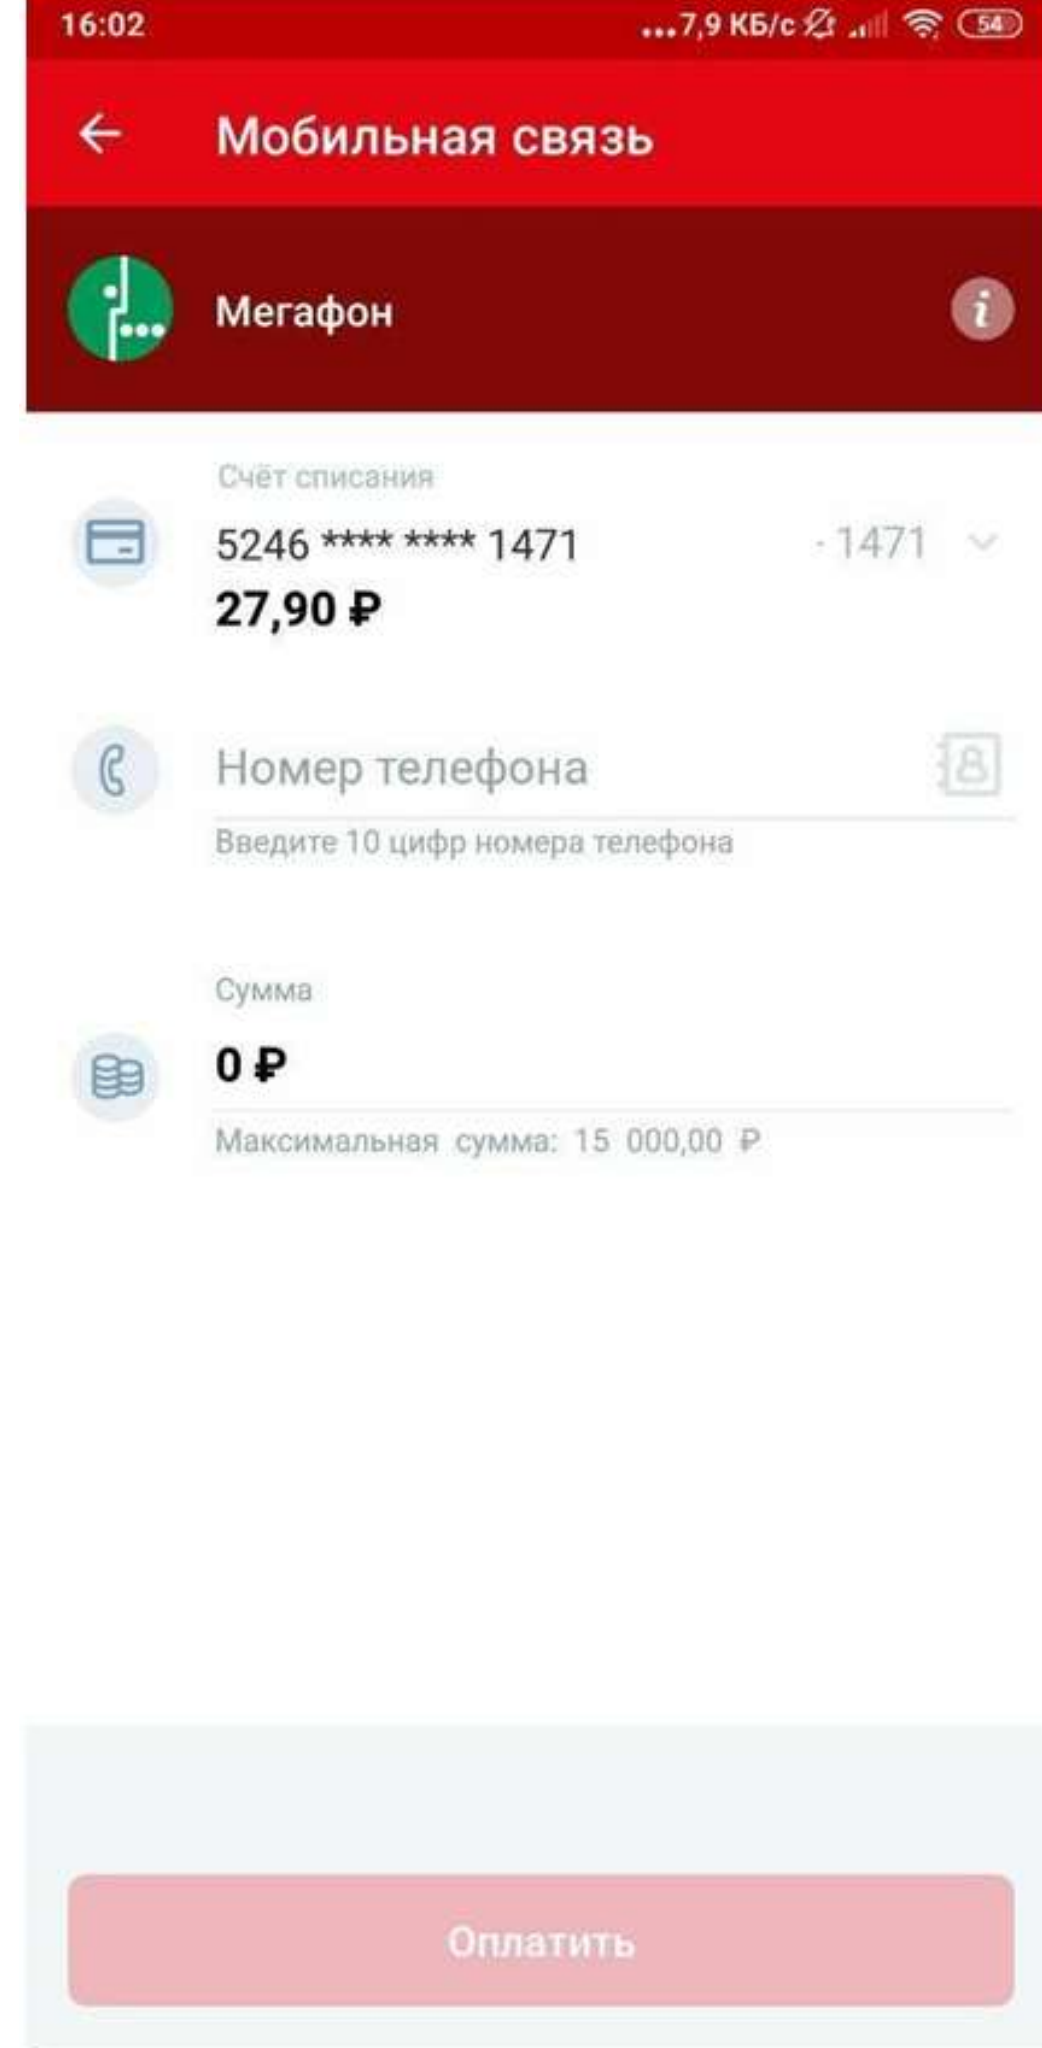 16:02 ...7,9 КБ/с 54
Мобильная связь
Мегафон
i
Счёт списания
5246 **** **** 1471 · 1471
27,90 ₽
Номер телефона
Введите 10 цифр номера телефона
Сумма
0 ₽
Максимальная сумма: 15 000,00 ₽
Оплатить